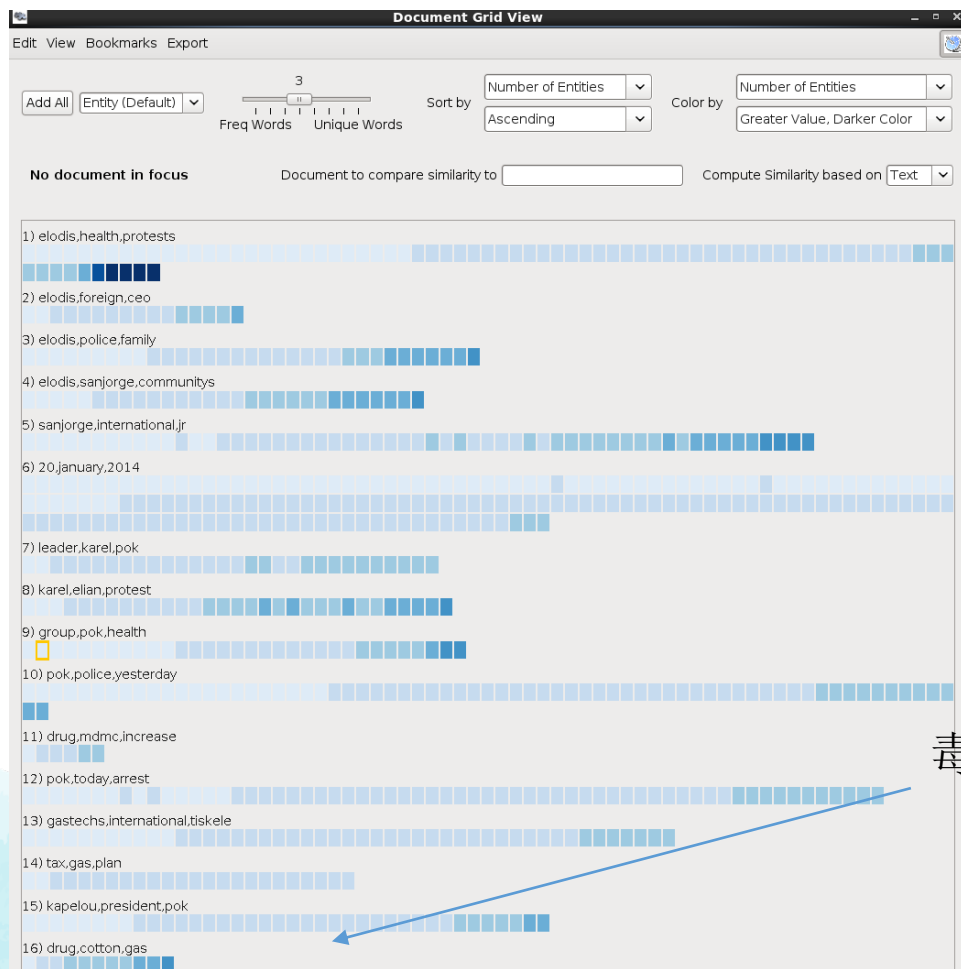 Document Grid View
Edit View Bookmarks Export
3
Add All Entity (Default) Sort by Number of Entities Color by Number of Entities
Freq Words Unique Words Ascending Greater Value, Darker Color
No document in focus Document to compare similarity to Compute Similarity based on Text
1) elodis,health,protests
2) elodis,foreign,ceo
3) elodis,police,family
4) elodis,sanjorge,communitys
5) sanjorge,international,jr
6) 20,january,2014
7) leader,karel,pok
8) karel,elian,protest
9) group,pok,health
10) pok,police,yesterday
11) drug,mdmc,increase
毒
12) pok,today,arrest
13) gastechs,international,tiskele
14) tax,gas,plan
15) kapelou,president,pok
16) drug,cotton,gas